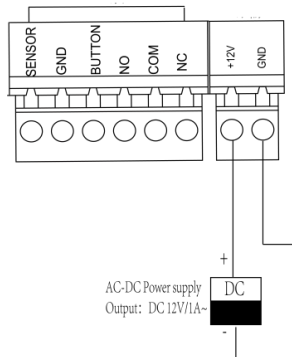 SENSOR
GND
BUTTON
NO
COM
NC
+12V
GND
+
AC-DC Power supply
Output: DC 12V/1A~
DC
-